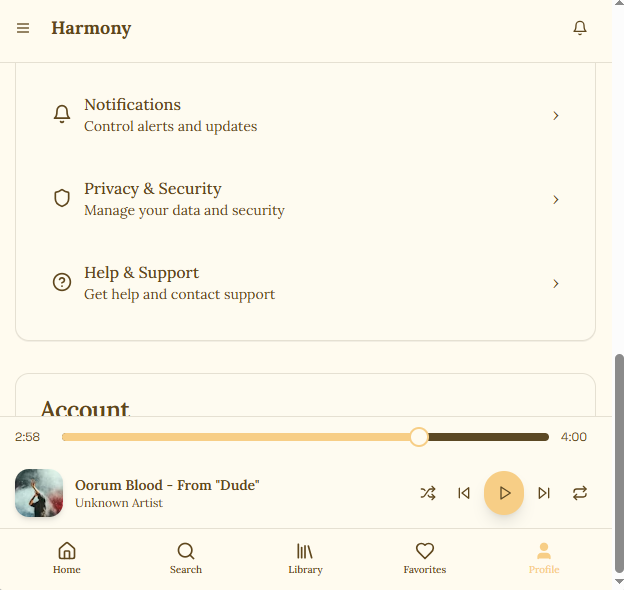 Harmony
Notifications
Control alerts and updates
Privacy & Security
Manage your data and security
Help & Support
Get help and contact support
Account
2:58
4:00
Oorum Blood - From "Dude"
Unknown Artist
Home
Search
Library
Favorites
Profile